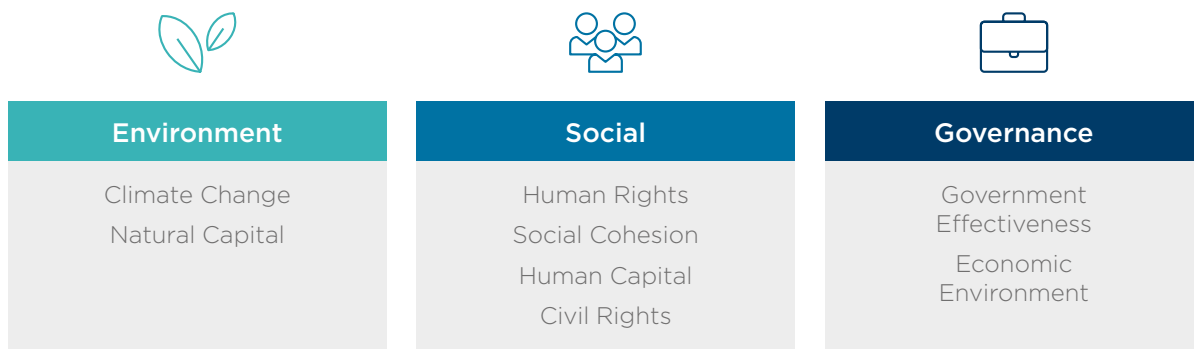 Environment
Climate Change
Natural Capital
Social
Human Rights
Social Cohesion
Human Capital
Civil Rights
Governance
Government
Effectiveness
Economic
Environment